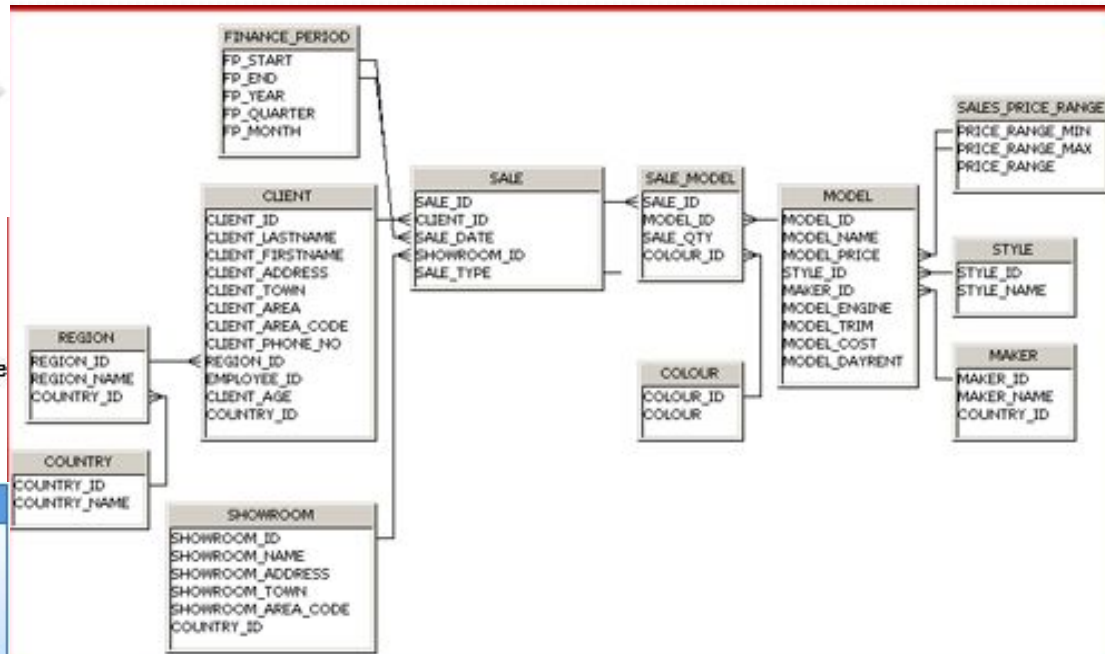 FINANCE_PERIOD
FP_START
FP_END
FP_YEAR
FP_QUARTER
FP_MONTH
CLIENT
CLIENT_ID
CLIENT_LASTNAME
CLIENT_FIRSTNAME
CLIENT_ADDRESS
CLIENT_TOWN
CLIENT_AREA
CLIENT_AREA_CODE
CLIENT_PHONE_NO
REGION_ID
EMPLOYEE_ID
CLIENT_AGE
COUNTRY_ID
REGION
REGION_ID
REGION_NAME
COUNTRY_ID
COUNTRY
COUNTRY_ID
COUNTRY_NAME
SHOWROOM
SHOWROOM_ID
SHOWROOM_NAME
SHOWROOM_ADDRESS
SHOWROOM_TOWN
SHOWROOM_AREA_CODE
COUNTRY_ID
SALE
SALE_ID
CLIENT_ID
SALE_DATE
SHOWROOM_ID
SALE_TYPE
SALE_MODEL
SALE_ID
MODEL_ID
SALE_QTY
COLOUR_ID
COLOUR
COLOUR_ID
COLOUR
MODEL
MODEL_ID
MODEL_NAME
MODEL_PRICE
STYLE_ID
MAKER_ID
MODEL_ENGINE
MODEL_TRIM
MODEL_COST
MODEL_DAYRENT
SALES_PRICE_RANGE
PRICE_RANGE_MIN
PRICE_RANGE_MAX
PRICE_RANGE
STYLE
STYLE_ID
STYLE_NAME
MAKER
MAKER_ID
MAKER_NAME
COUNTRY_ID